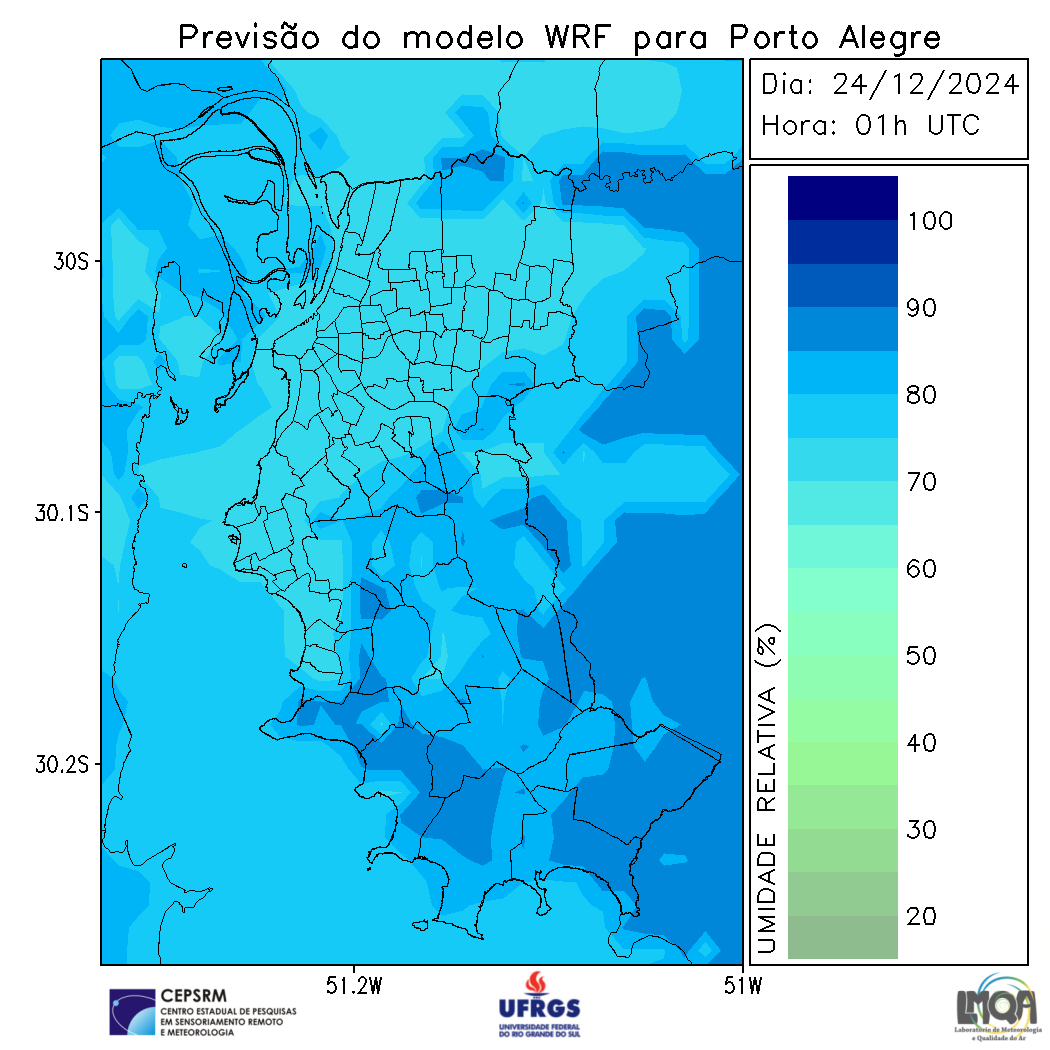 Previsão do modelo WRF para Porto Alegre
Dia: 24/12/2024
Hora: 01h UTC
30S
30.1S
30.2S
51.2W
51W
UMIDADE RELATIVA (%)
100
90
80
70
60
50
40
30
20
CEPSRM
CENTRO ESTADUAL DE PESQUISAS
EM SENSORIAMENTO REMOTO
E METEOROLOGIA
UFRGS
UNIVERSIDADE FEDERAL
DO RIO GRANDE DO SUL
LMQA
Laboratório de Meteorologia
e Qualidade do Ar